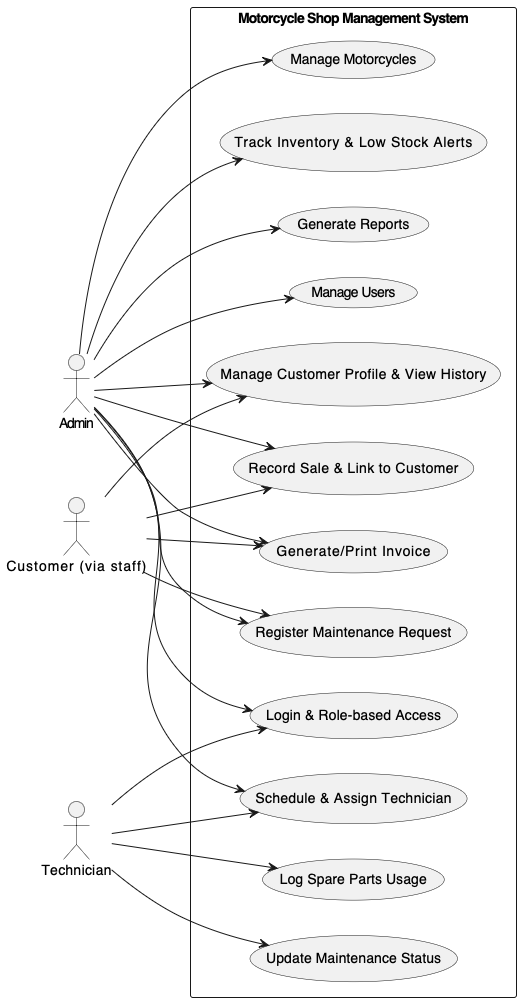 Motorcycle Shop Management System
Manage Motorcycles
Track Inventory & Low Stock Alerts
Generate Reports
Manage Users
Manage Customer Profile & View History
Admin
Record Sale & Link to Customer
Generate/Print Invoice
Customer (via staff)
Register Maintenance Request
Login & Role-based Access
Schedule & Assign Technician
Technician
Log Spare Parts Usage
Update Maintenance Status